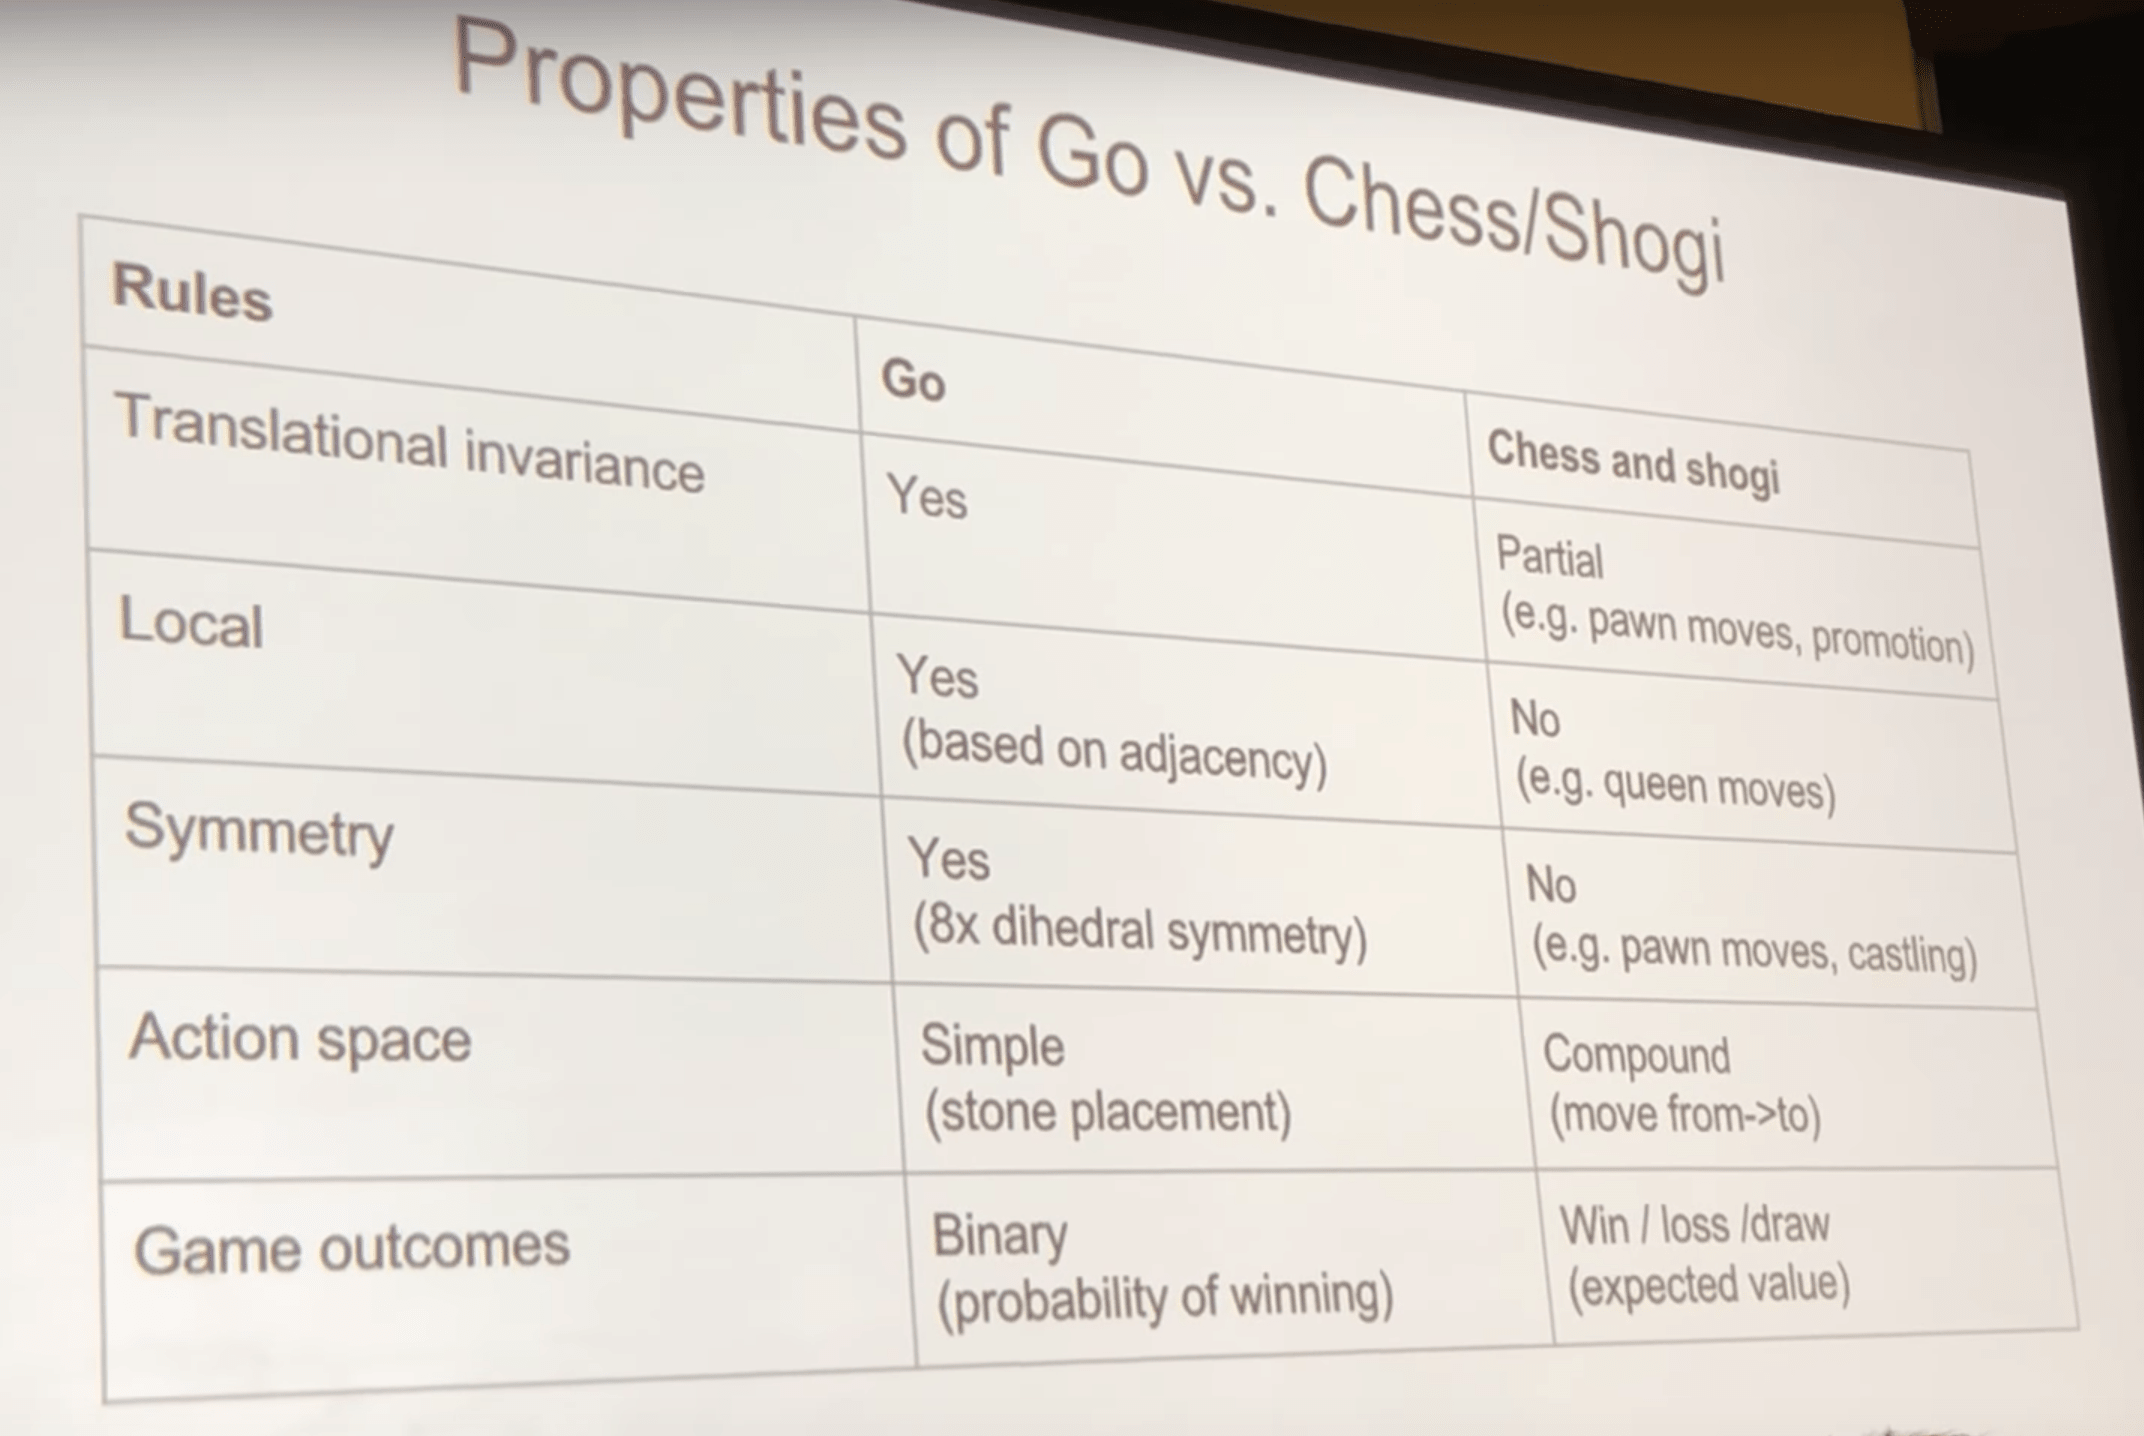 Properties of Go vs. Chess/Shogi
Rules
Go
Chess and shogi
Translational invariance
Yes
Partial
(e.g. pawn moves, promotion)
Local
Yes
(based on adjacency)
No
(e.g. queen moves)
Symmetry
Yes
(8x dihedral symmetry)
No
(e.g. pawn moves, castling)
Action space
Simple
(stone placement)
Compound
(move from->to)
Game outcomes
Binary
(probability of winning)
Win / loss /draw
(expected value)